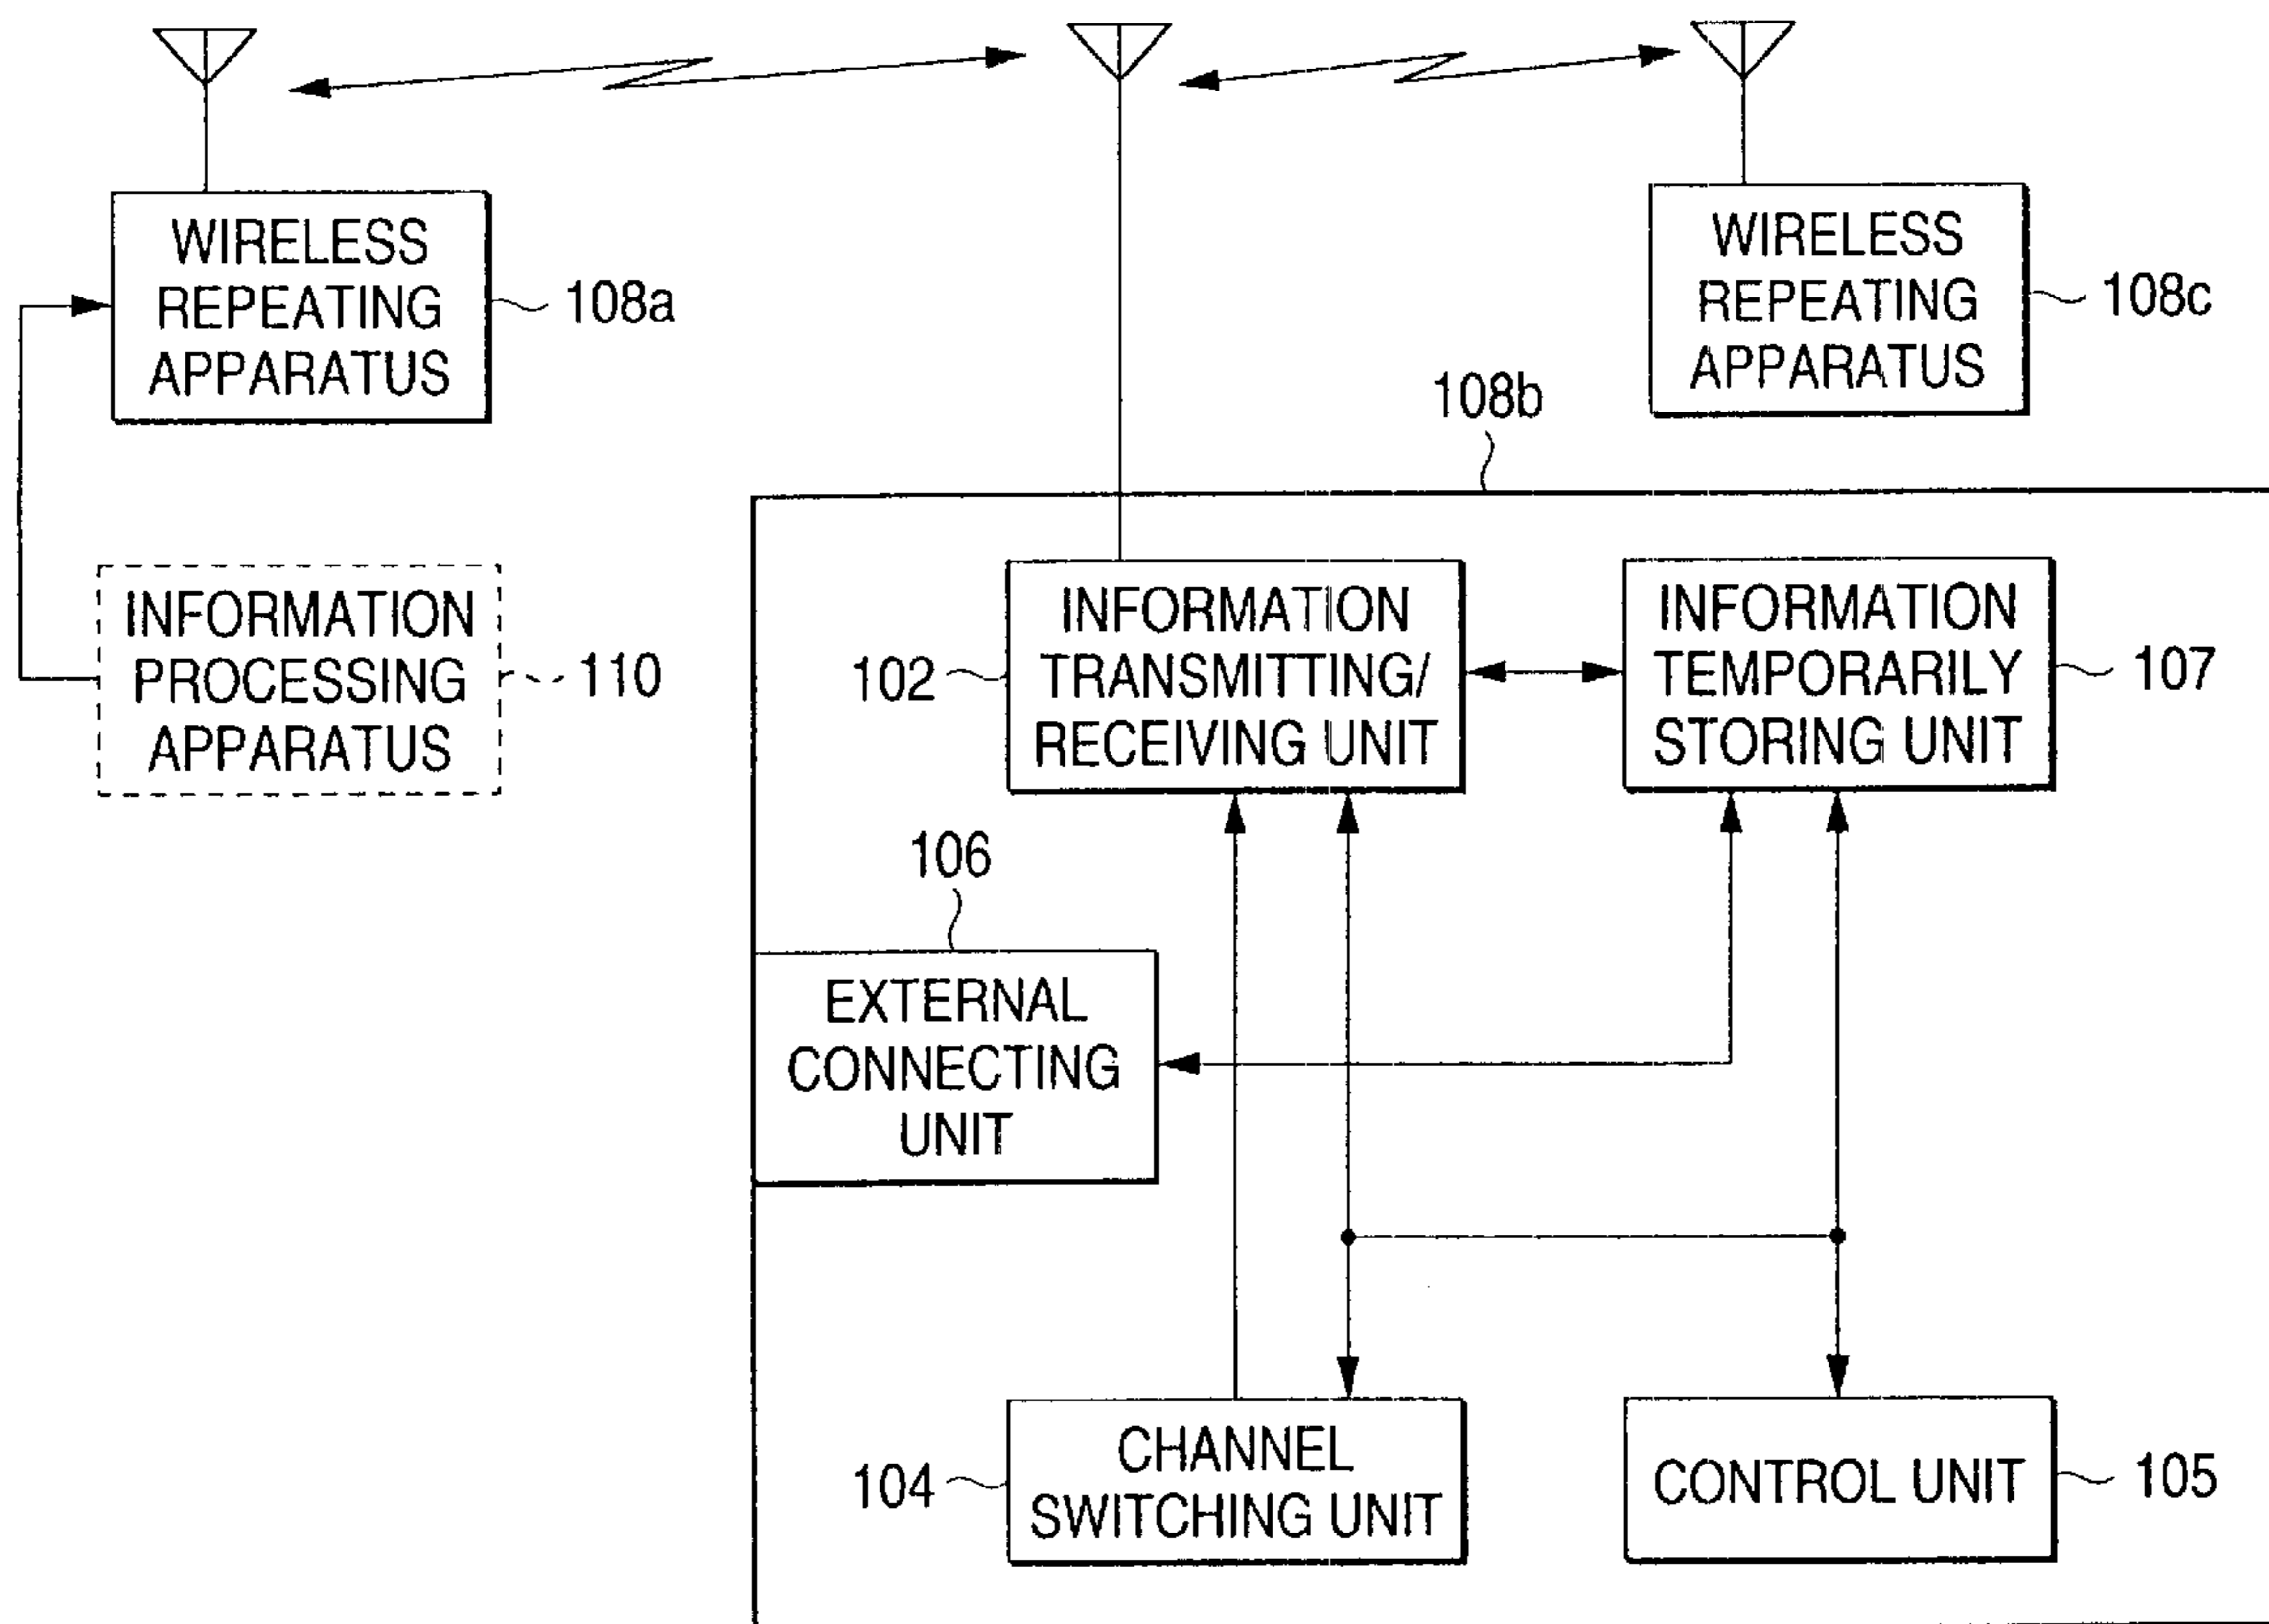 WIRELESS
REPEATING
APPARATUS
108a
WIRELESS
REPEATING
APPARATUS
108c
108b
INFORMATION
PROCESSING
APPARATUS
110
102
INFORMATION
TRANSMITTING/
RECEIVING UNIT
INFORMATION
TEMPORARILY
STORING UNIT
107
106
EXTERNAL
CONNECTING
UNIT
104
CHANNEL
SWITCHING UNIT
CONTROL UNIT
105